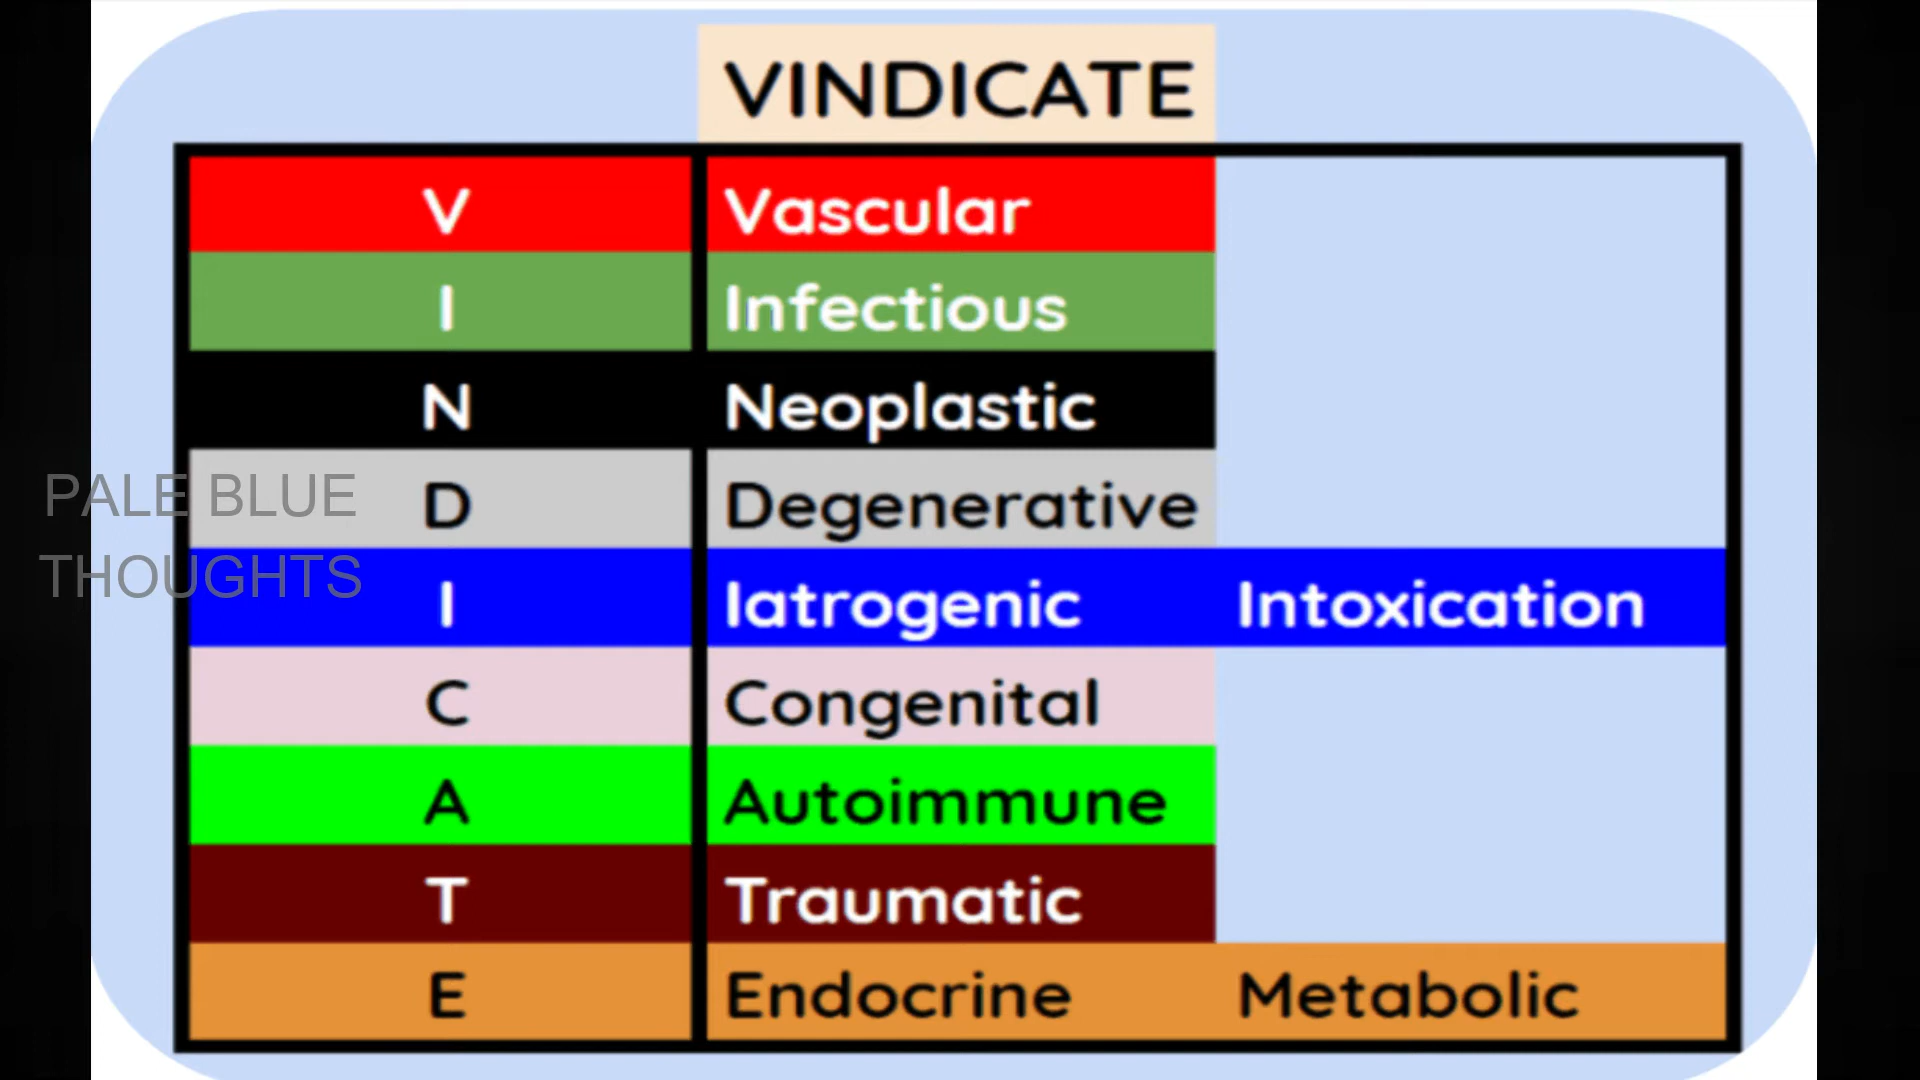 VINDICATE
V Vascular
I Infectious
N Neoplastic
D Degenerative
I Iatrogenic Intoxication
C Congenital
A Autoimmune
T Traumatic
E Endocrine Metabolic
PALE BLUE
THOUGHTS